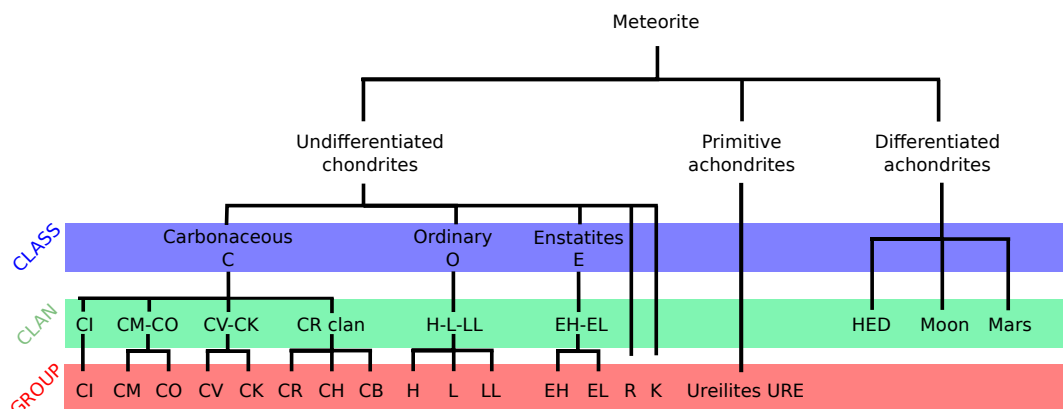 Meteorite
Undifferentiated
chondrites
Primitive
achondrites
Differentiated
achondrites
CLASS
Carbonaceous
C
Ordinary
O
Enstatites
E
CLAN
CI
CM-CO
CV-CK
CR clan
H-L-LL
EH-EL
HED
Moon
Mars
GROUP
CI
CM
CO
CV
CK
CR
CH
CB
H
L
LL
EH
EL
R
K
Ureilites URE